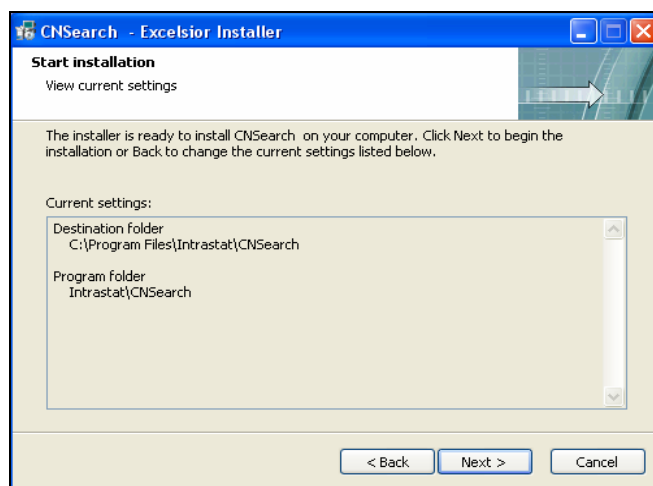 CNSearch - Excelsior Installer
Start installation
View current settings
The installer is ready to install CNSearch on your computer. Click Next to begin the
installation or Back to change the current settings listed below.
Current settings:
Destination folder
C:\Program Files\Intrastat\CNSearch
Program folder
Intrastat\CNSearch
< Back Next > Cancel